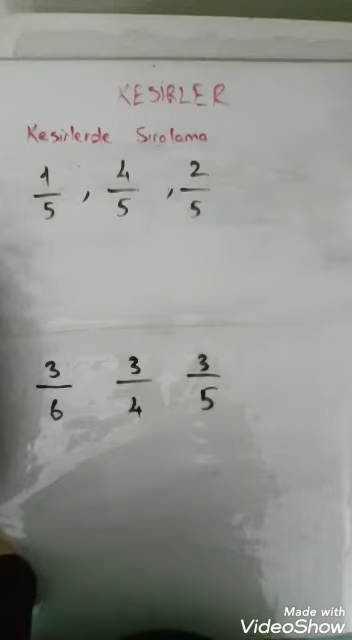 KESİRLER
Kesirlerde Sıralama
1/5 , 4/5 , 2/5
3/6 3/4 3/5
Made with
VideoShow